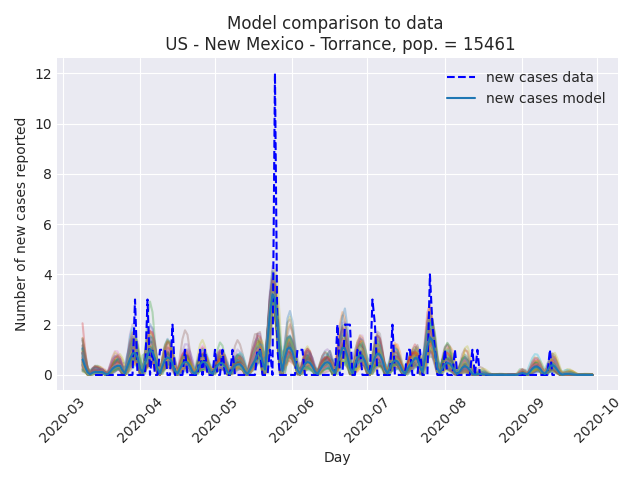 Model comparison to data
US - New Mexico - Torrance, pop. = 15461
new cases data
new cases model
Number of new cases reported
12
10
8
6
4
2
0
2020-03
2020-04
2020-05
2020-06
2020-07
2020-08
2020-09
2020-10
Day